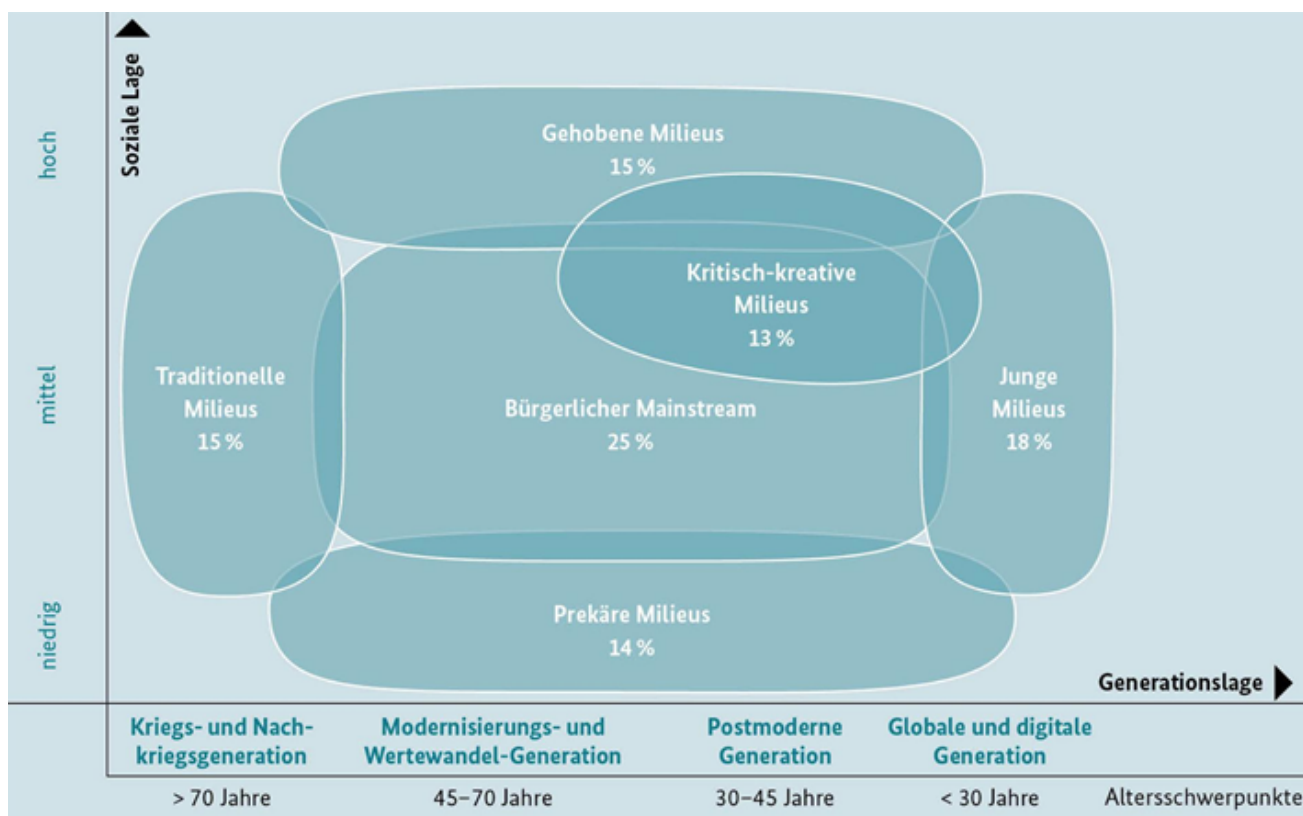 Soziale Lage
hoch
mittel
niedrig
Gehobene Milieus
15 %
Kritisch-kreative
Milieus
13 %
Traditionelle
Milieus
15 %
Bürgerlicher Mainstream
25 %
Junge
Milieus
18 %
Prekäre Milieus
14 %
Generationslage
Kriegs- und Nach-
kriegsgeneration
Modernisierungs- und
Wertewandel-Generation
Postmoderne
Generation
Globale und digitale
Generation
> 70 Jahre
45–70 Jahre
30–45 Jahre
< 30 Jahre
Altersschwerpunkte